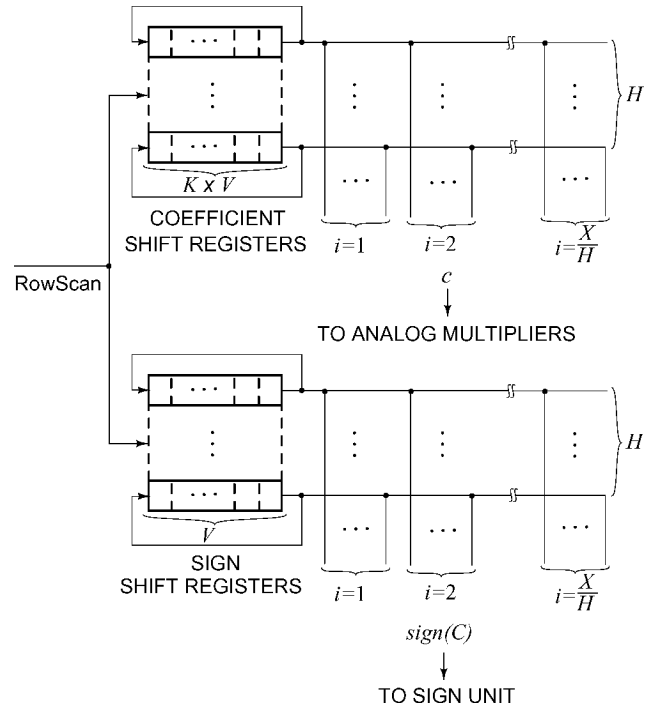 ...
H
...
K x V
COEFFICIENT
SHIFT REGISTERS
... ... ...
i=1 i=2 i=X/H
c
RowScan
TO ANALOG MULTIPLIERS
...
H
...
V
SIGN
SHIFT REGISTERS
... ... ...
i=1 i=2 i=X/H
sign(C)
TO SIGN UNIT